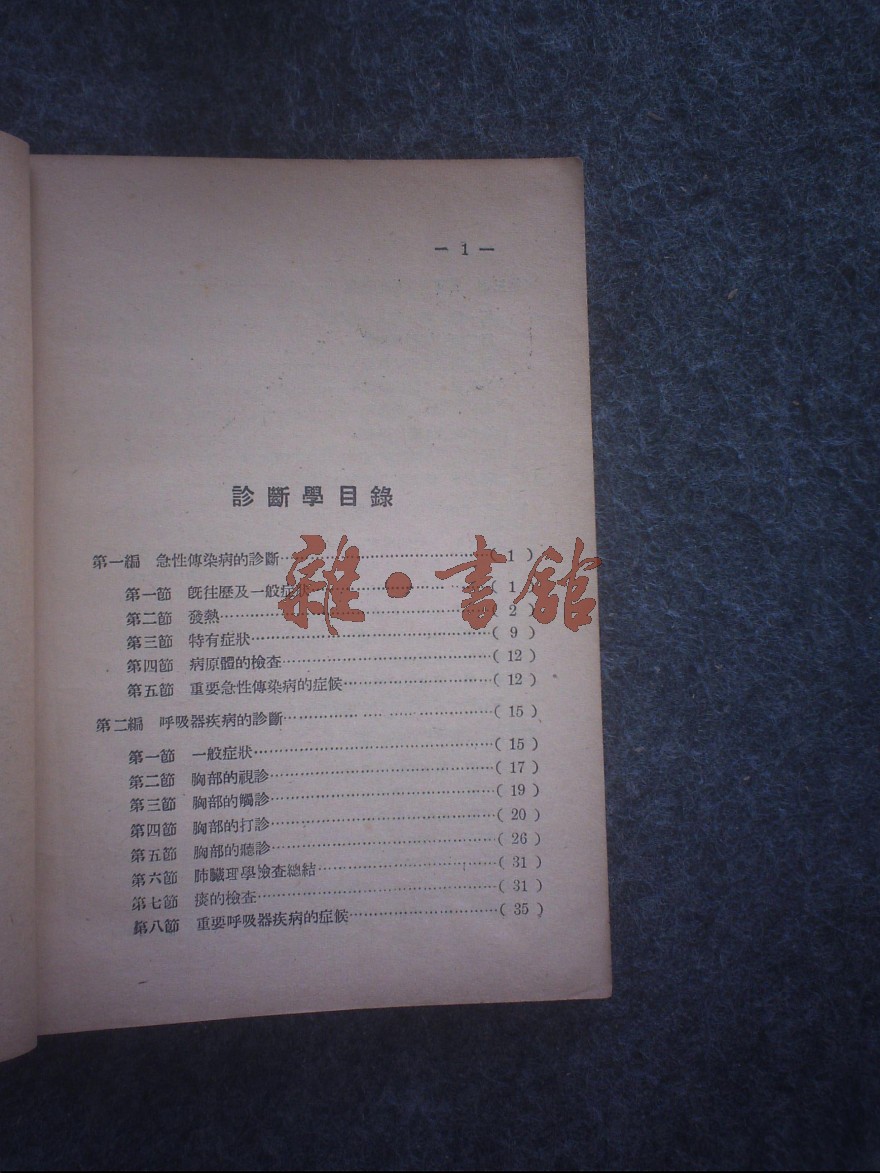 — 1 —
診斷學目錄
第一編 急性傳染病的診斷……………………………( 1 )
第一節 旣往歷及一般症狀……………………( 1 )
第二節 發熱……………………………………( 2 )
第三節 特有症狀………………………………( 9 )
第四節 病原體的檢查…………………………( 12 )
第五節 重要急性傳染病的症候………………( 12 )
第二編 呼吸器疾病的診斷……………………………( 15 )
第一節 一般症狀………………………………( 15 )
第二節 胸部的視診……………………………( 17 )
第三節 胸部的觸診……………………………( 19 )
第四節 胸部的打診……………………………( 20 )
第五節 胸部的聽診……………………………( 26 )
第六節 肺臟理學檢查總結……………………( 31 )
第七節 痰的檢查………………………………( 31 )
第八節 重要呼吸器疾病的症候………………( 35 )
雜·書館